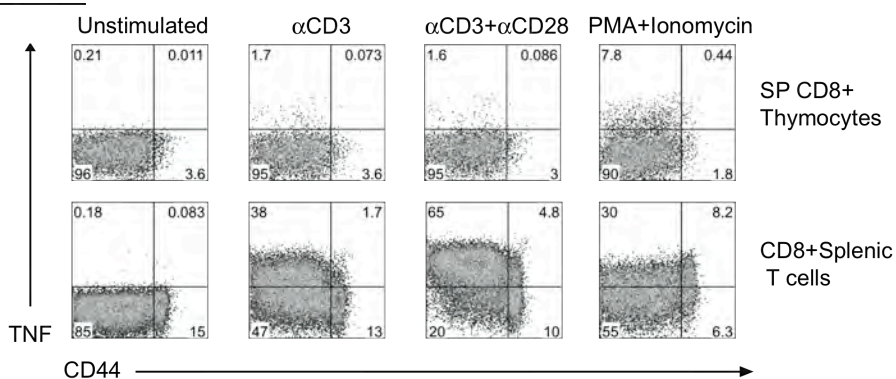 Unstimulated αCD3 αCD3+αCD28 PMA+Ionomycin
0.21 0.011 1.7 0.073 1.6 0.086 7.8 0.44
SP CD8+
Thymocytes
96 3.6 95 3.6 95 3 90 1.8
0.18 0.083 38 1.7 65 4.8 30 8.2
CD8+Splenic
T cells
85 15 47 13 20 10 55 6.3
TNF
CD44